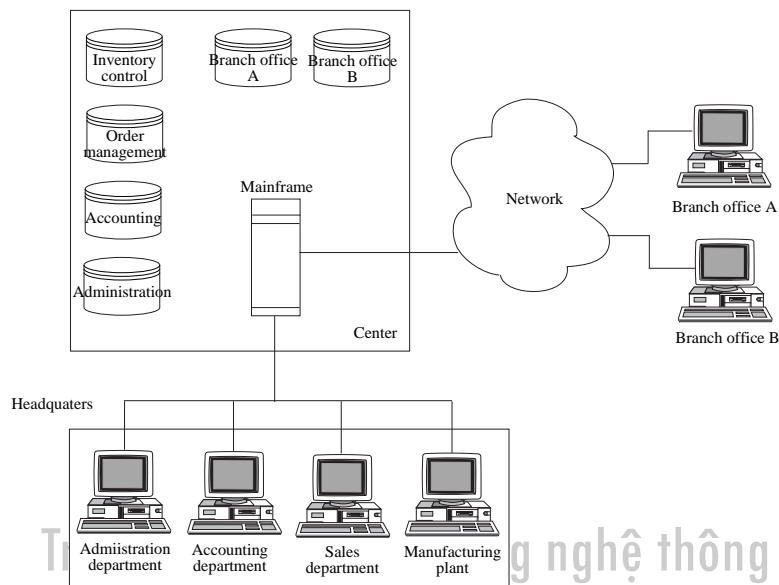 Inventory
control
Branch office
A
Branch office
B
Order
management
Accounting
Administration
Mainframe
Center
Network
Branch office A
Branch office B
Headquaters
Admiistration
department
Accounting
department
Sales
department
Manufacturing
plant
nghệ thông